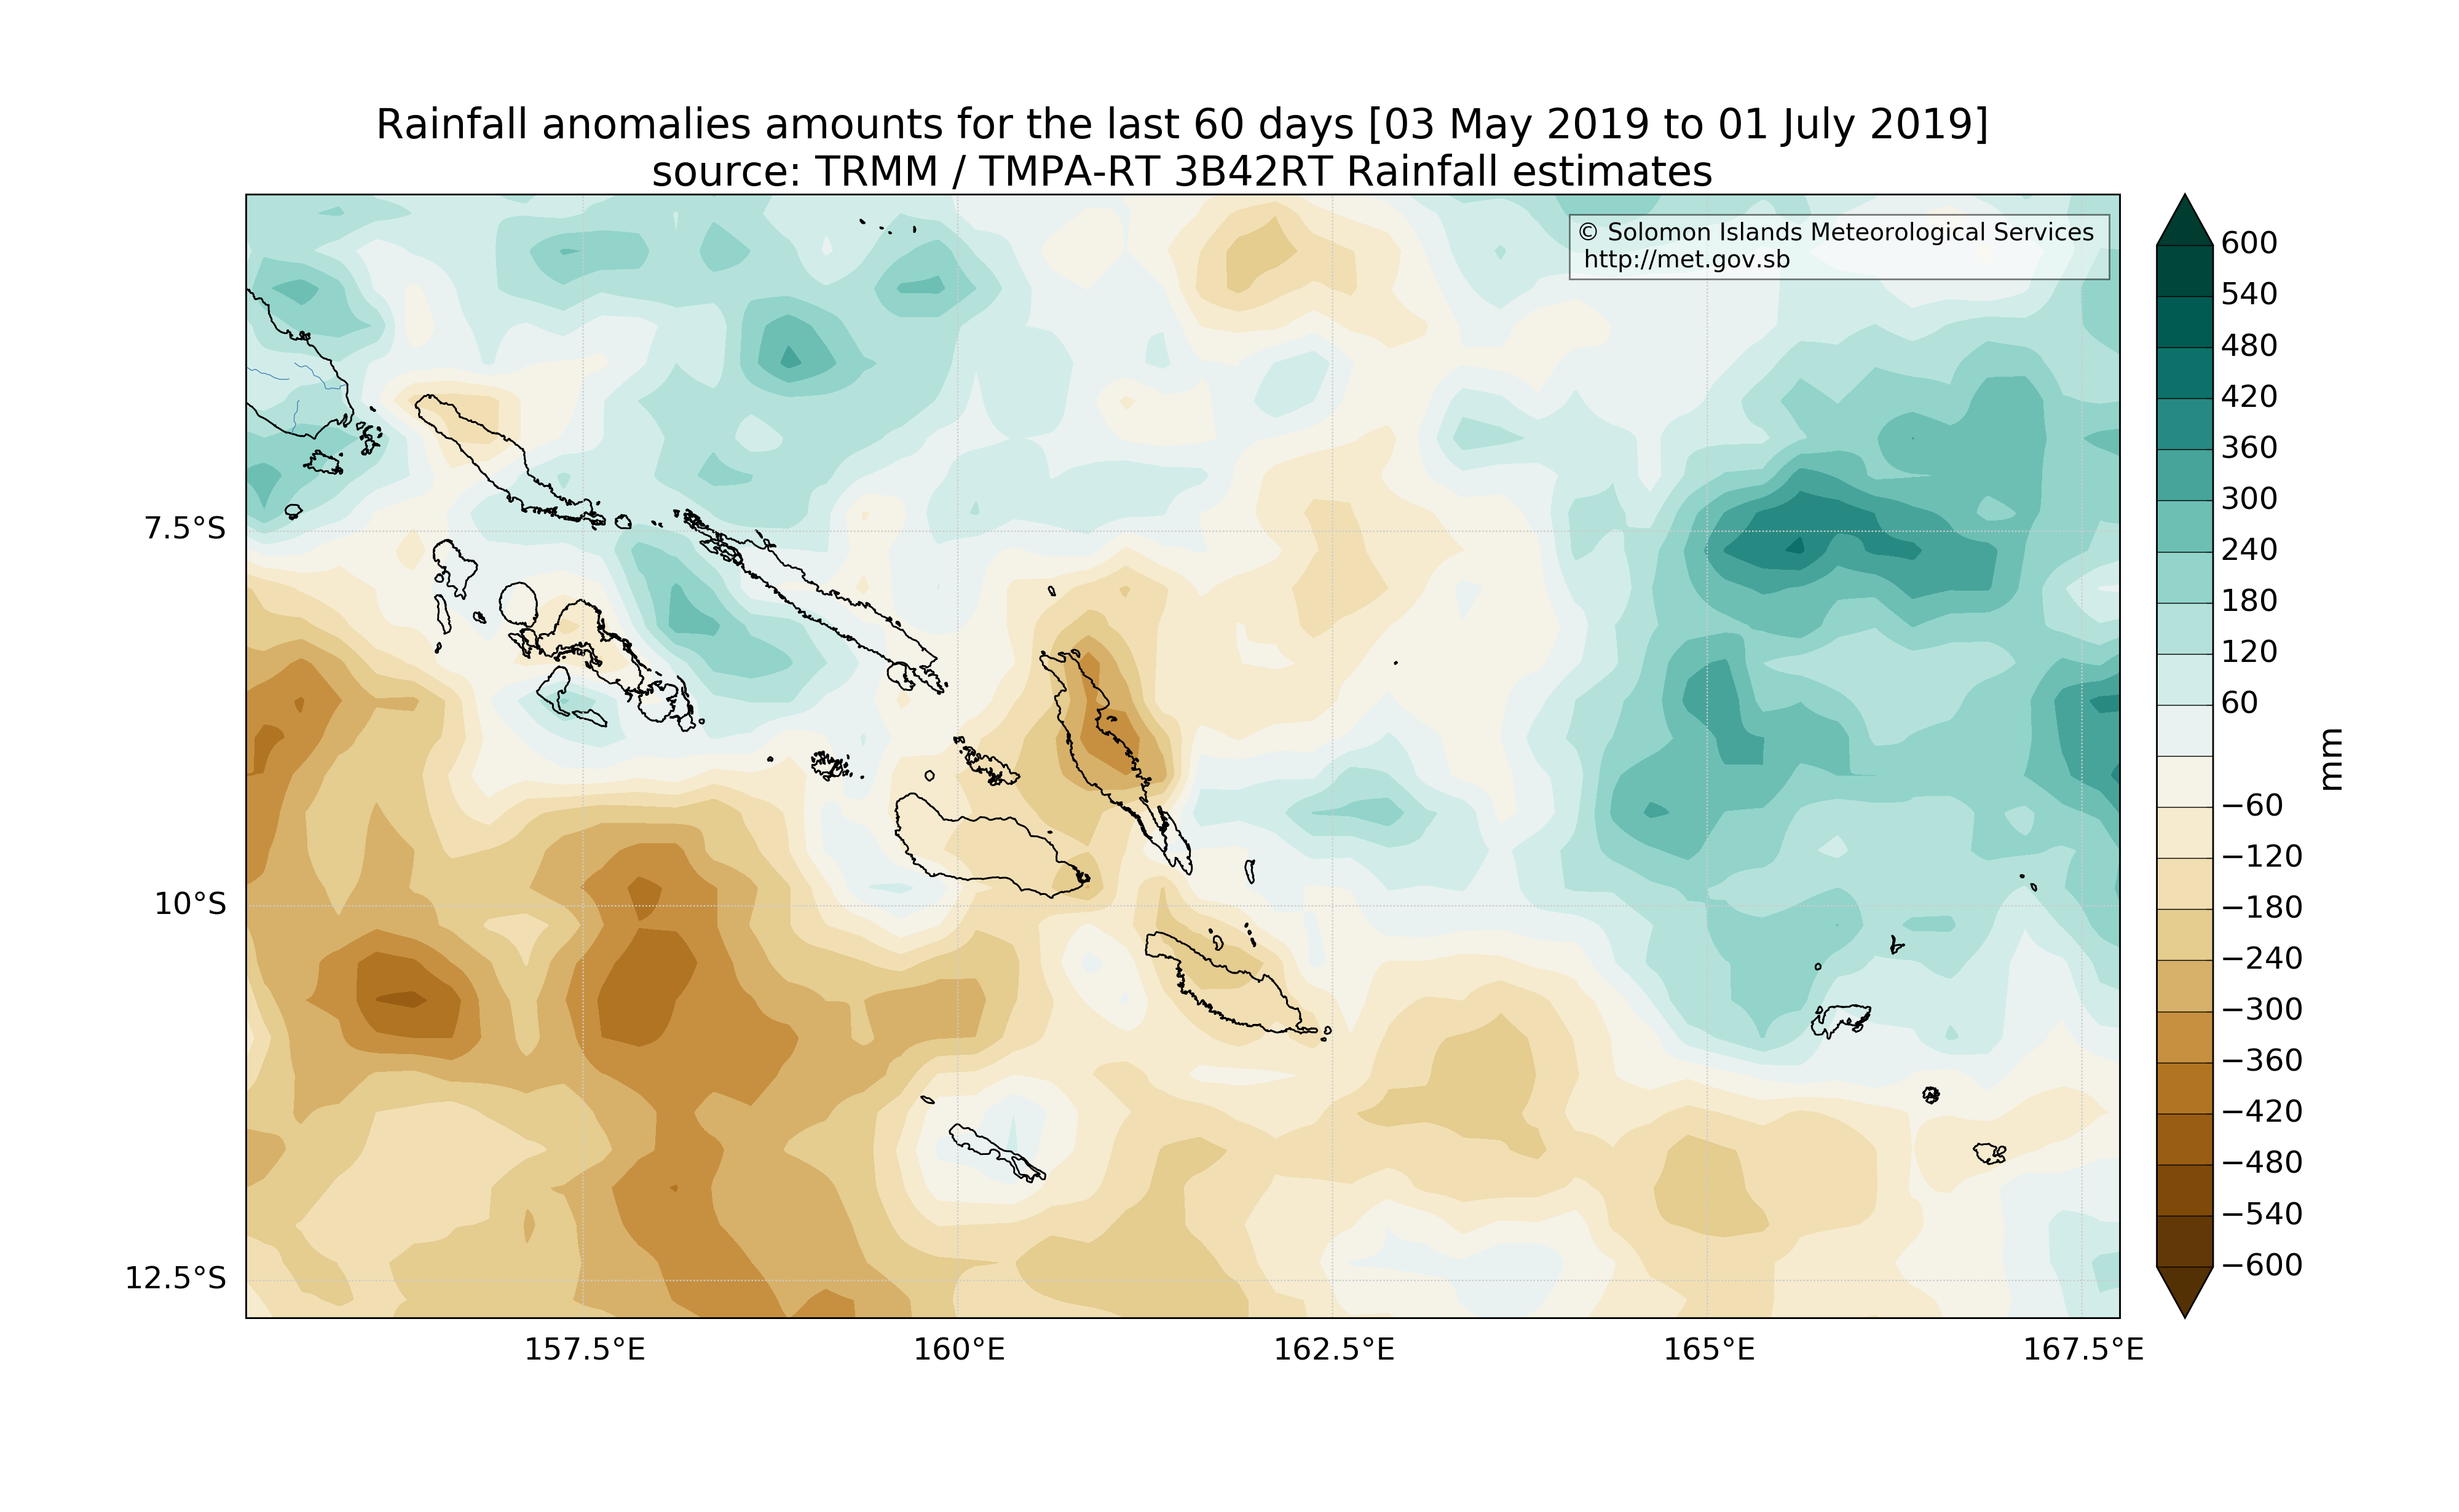 Rainfall anomalies amounts for the last 60 days [03 May 2019 to 01 July 2019]
source: TRMM / TMPA-RT 3B42RT Rainfall estimates
© Solomon Islands Meteorological Services
http://met.gov.sb
7.5°S
10°S
12.5°S
157.5°E
160°E
162.5°E
165°E
167.5°E
600
540
480
420
360
300
240
180
120
60
−60
−120
−180
−240
−300
−360
−420
−480
−540
−600
mm